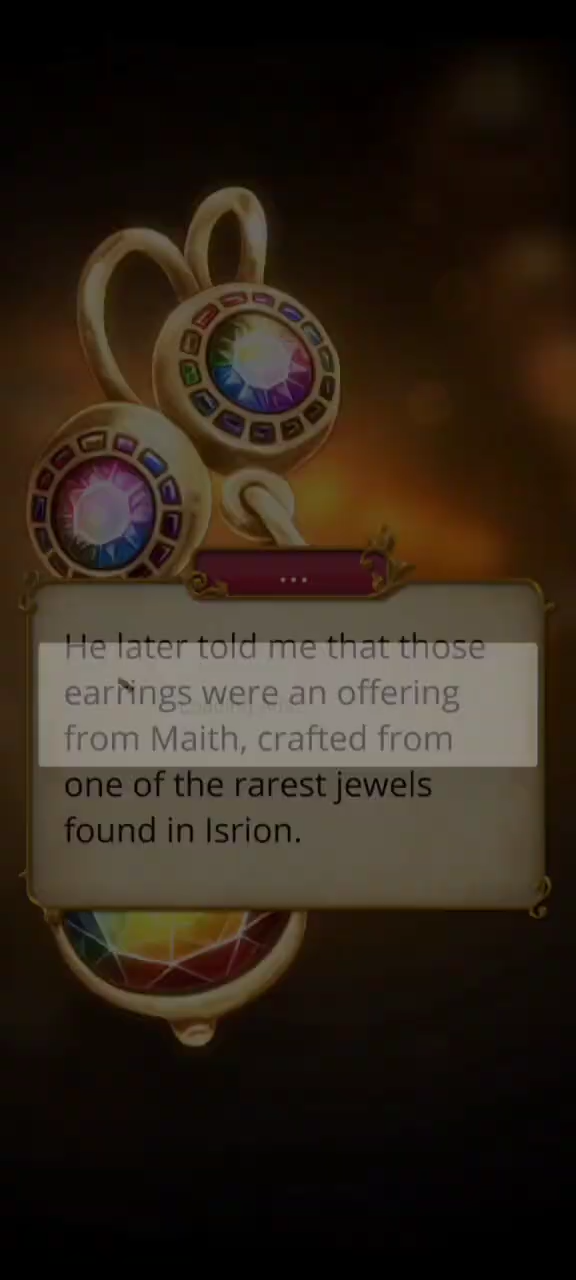 ...
He later told me that those
earrings were an offering
from Maith, crafted from
one of the rarest jewels
found in Isrion.